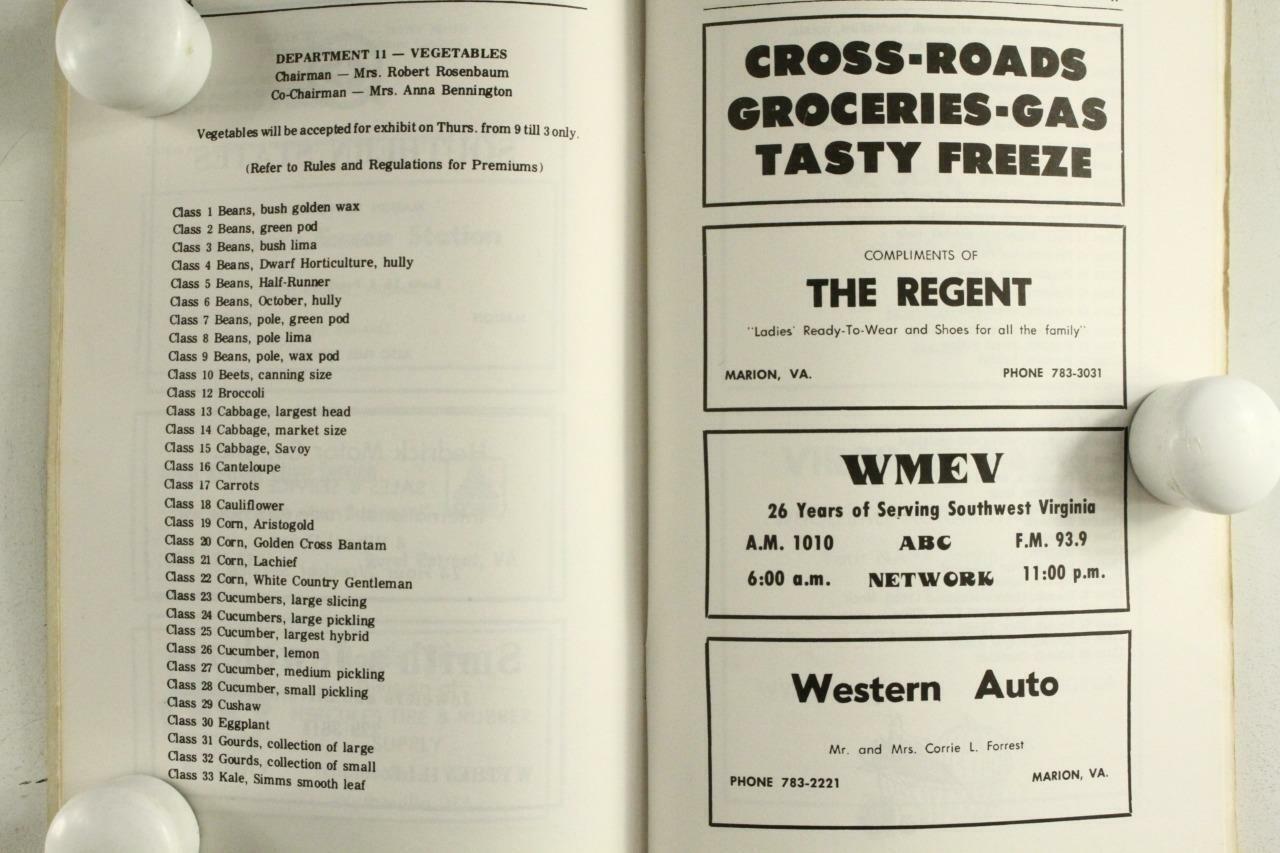 DEPARTMENT 11 — VEGETABLES
Chairman — Mrs. Robert Rosenbaum
Co-Chairman — Mrs. Anna Bennington
Vegetables will be accepted for exhibit on Thurs. from 9 till 3 only.
(Refer to Rules and Regulations for Premiums)
Class 1 Beans, bush golden wax
Class 2 Beans, green pod
Class 3 Beans, bush lima
Class 4 Beans, Dwarf Horticulture, hully
Class 5 Beans, Half-Runner
Class 6 Beans, October, hully
Class 7 Beans, pole, green pod
Class 8 Beans, pole lima
Class 9 Beans, pole, wax pod
Class 10 Beets, canning size
Class 12 Broccoli
Class 13 Cabbage, largest head
Class 14 Cabbage, market size
Class 15 Cabbage, Savoy
Class 16 Canteloupe
Class 17 Carrots
Class 18 Cauliflower
Class 19 Corn, Aristogold
Class 20 Corn, Golden Cross Bantam
Class 21 Corn, Lachief
Class 22 Corn, White Country Gentleman
Class 23 Cucumbers, large slicing
Class 24 Cucumbers, large pickling
Class 25 Cucumber, largest hybrid
Class 26 Cucumber, lemon
Class 27 Cucumber, medium pickling
Class 28 Cucumber, small pickling
Class 29 Cushaw
Class 30 Eggplant
Class 31 Gourds, collection of large
Class 32 Gourds, collection of small
Class 33 Kale, Simms smooth leaf
CROSS-ROADS
GROCERIES-GAS
TASTY FREEZE
COMPLIMENTS OF
THE REGENT
"Ladies' Ready-To-Wear and Shoes for all the family"
MARION, VA. PHONE 783-3031
WMEV
26 Years of Serving Southwest Virginia
A.M. 1010 ABC F.M. 93.9
6:00 a.m. NETWORK 11:00 p.m.
Western Auto
Mr. and Mrs. Corrie L. Forrest
PHONE 783-2221 MARION, VA.